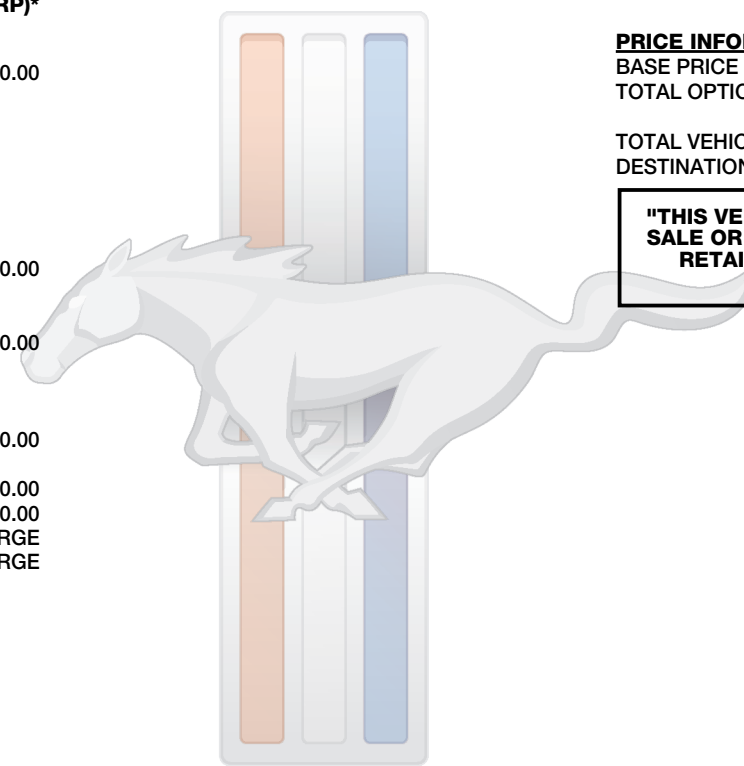 RP)*
0.00
0.00
0.00
0.00
0.00
0.00
RGE
RGE
PRICE INFO
BASE PRICE
TOTAL OPTIO
TOTAL VEHIC
DESTINATION
"THIS VE
SALE OR
RETAI